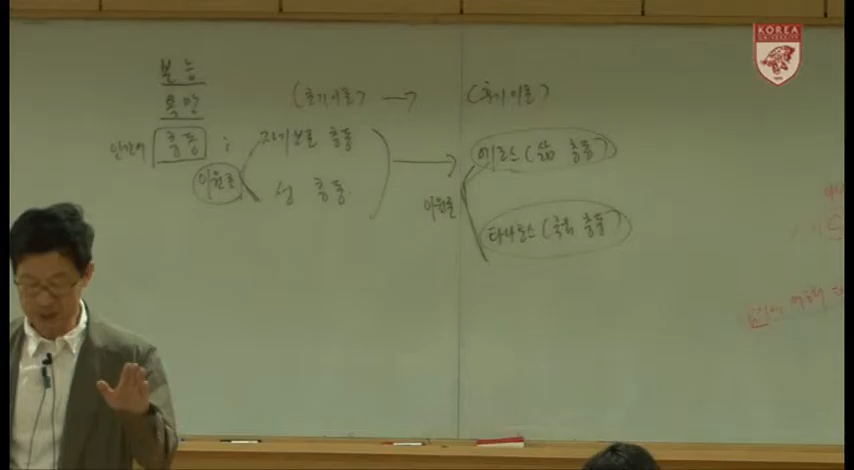 본능
욕망
(초기이론) → (후기이론)
인간의 충동 : 자기보존 충동 → 에로스(삶 충동)
이원론 성 충동 이원론
타나토스(죽음 충동)
KOREA
UNIVERSITY